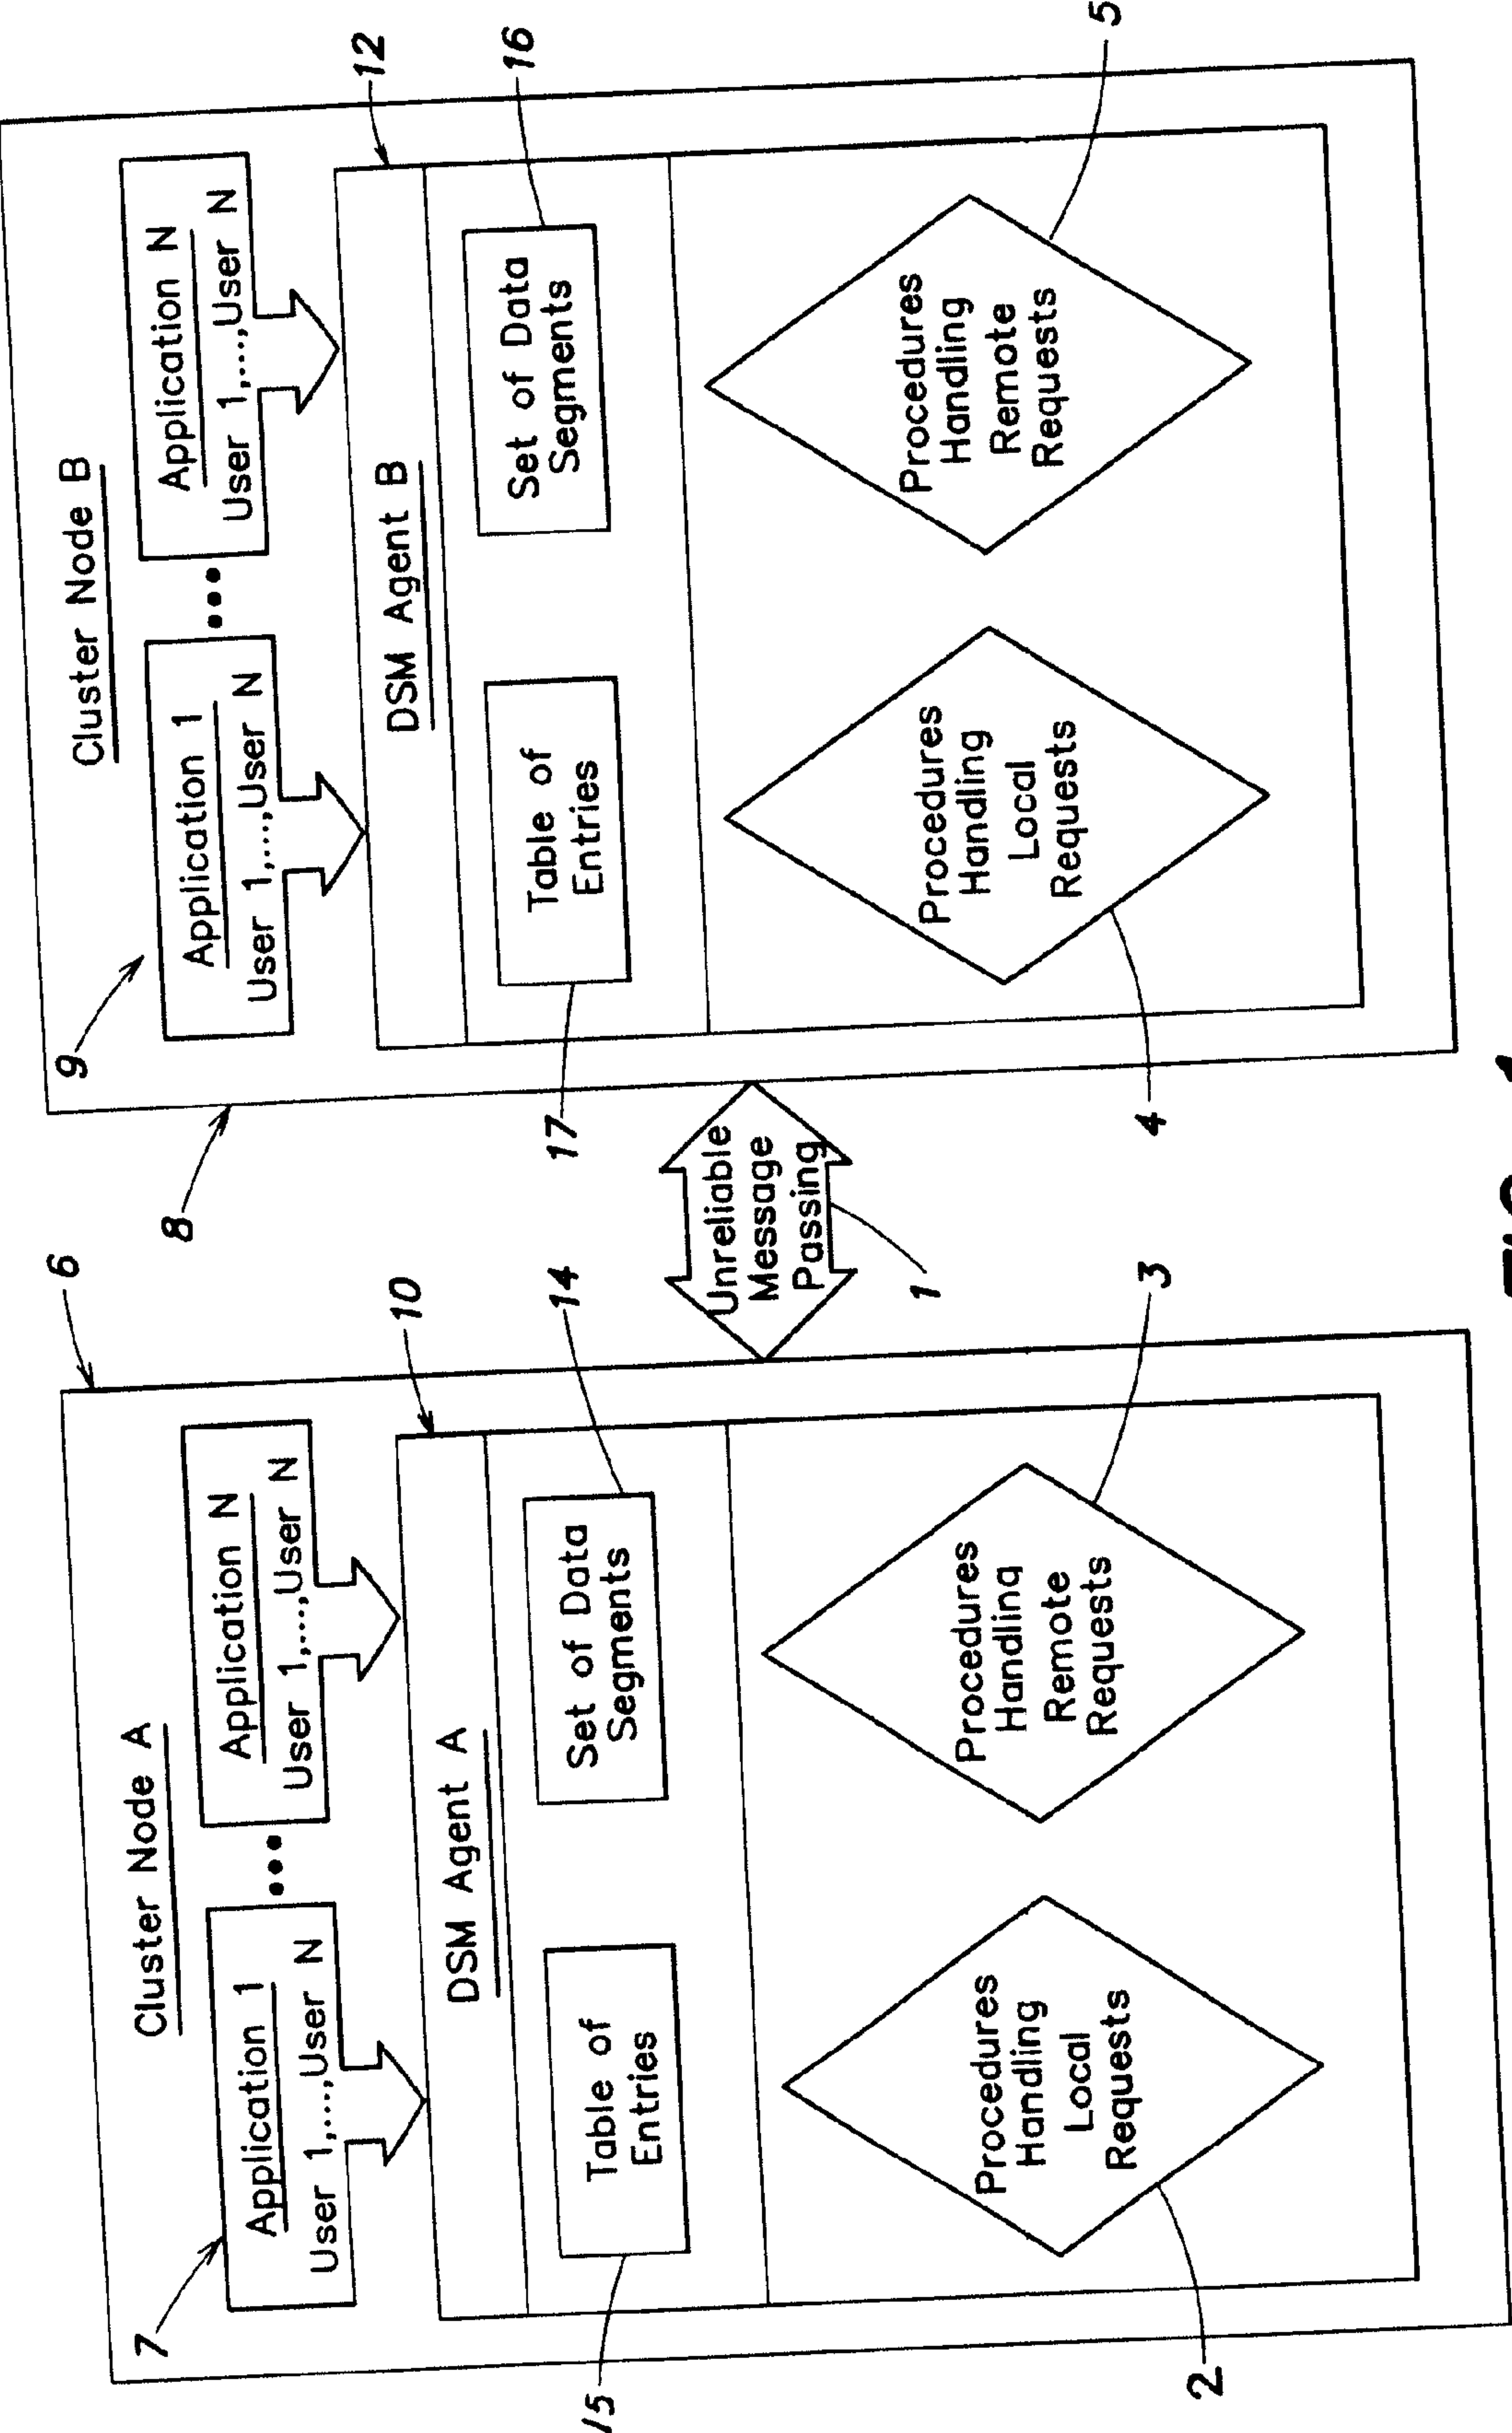 6
Cluster Node A
7
Application 1
User 1,....,User N
•••
Application N
User 1,....,User N
10
DSM Agent A
15
Table of
Entries
14
Set of Data
Segments
Procedures
Handling
Local
Requests
2
Procedures
Handling
Remote
Requests
3
Unreliable
Message
Passing
1
8
Cluster Node B
9
Application 1
User 1,....,User N
•••
Application N
User 1,....,User N
12
DSM Agent B
17
Table of
Entries
16
Set of Data
Segments
Procedures
Handling
Local
Requests
4
Procedures
Handling
Remote
Requests
5